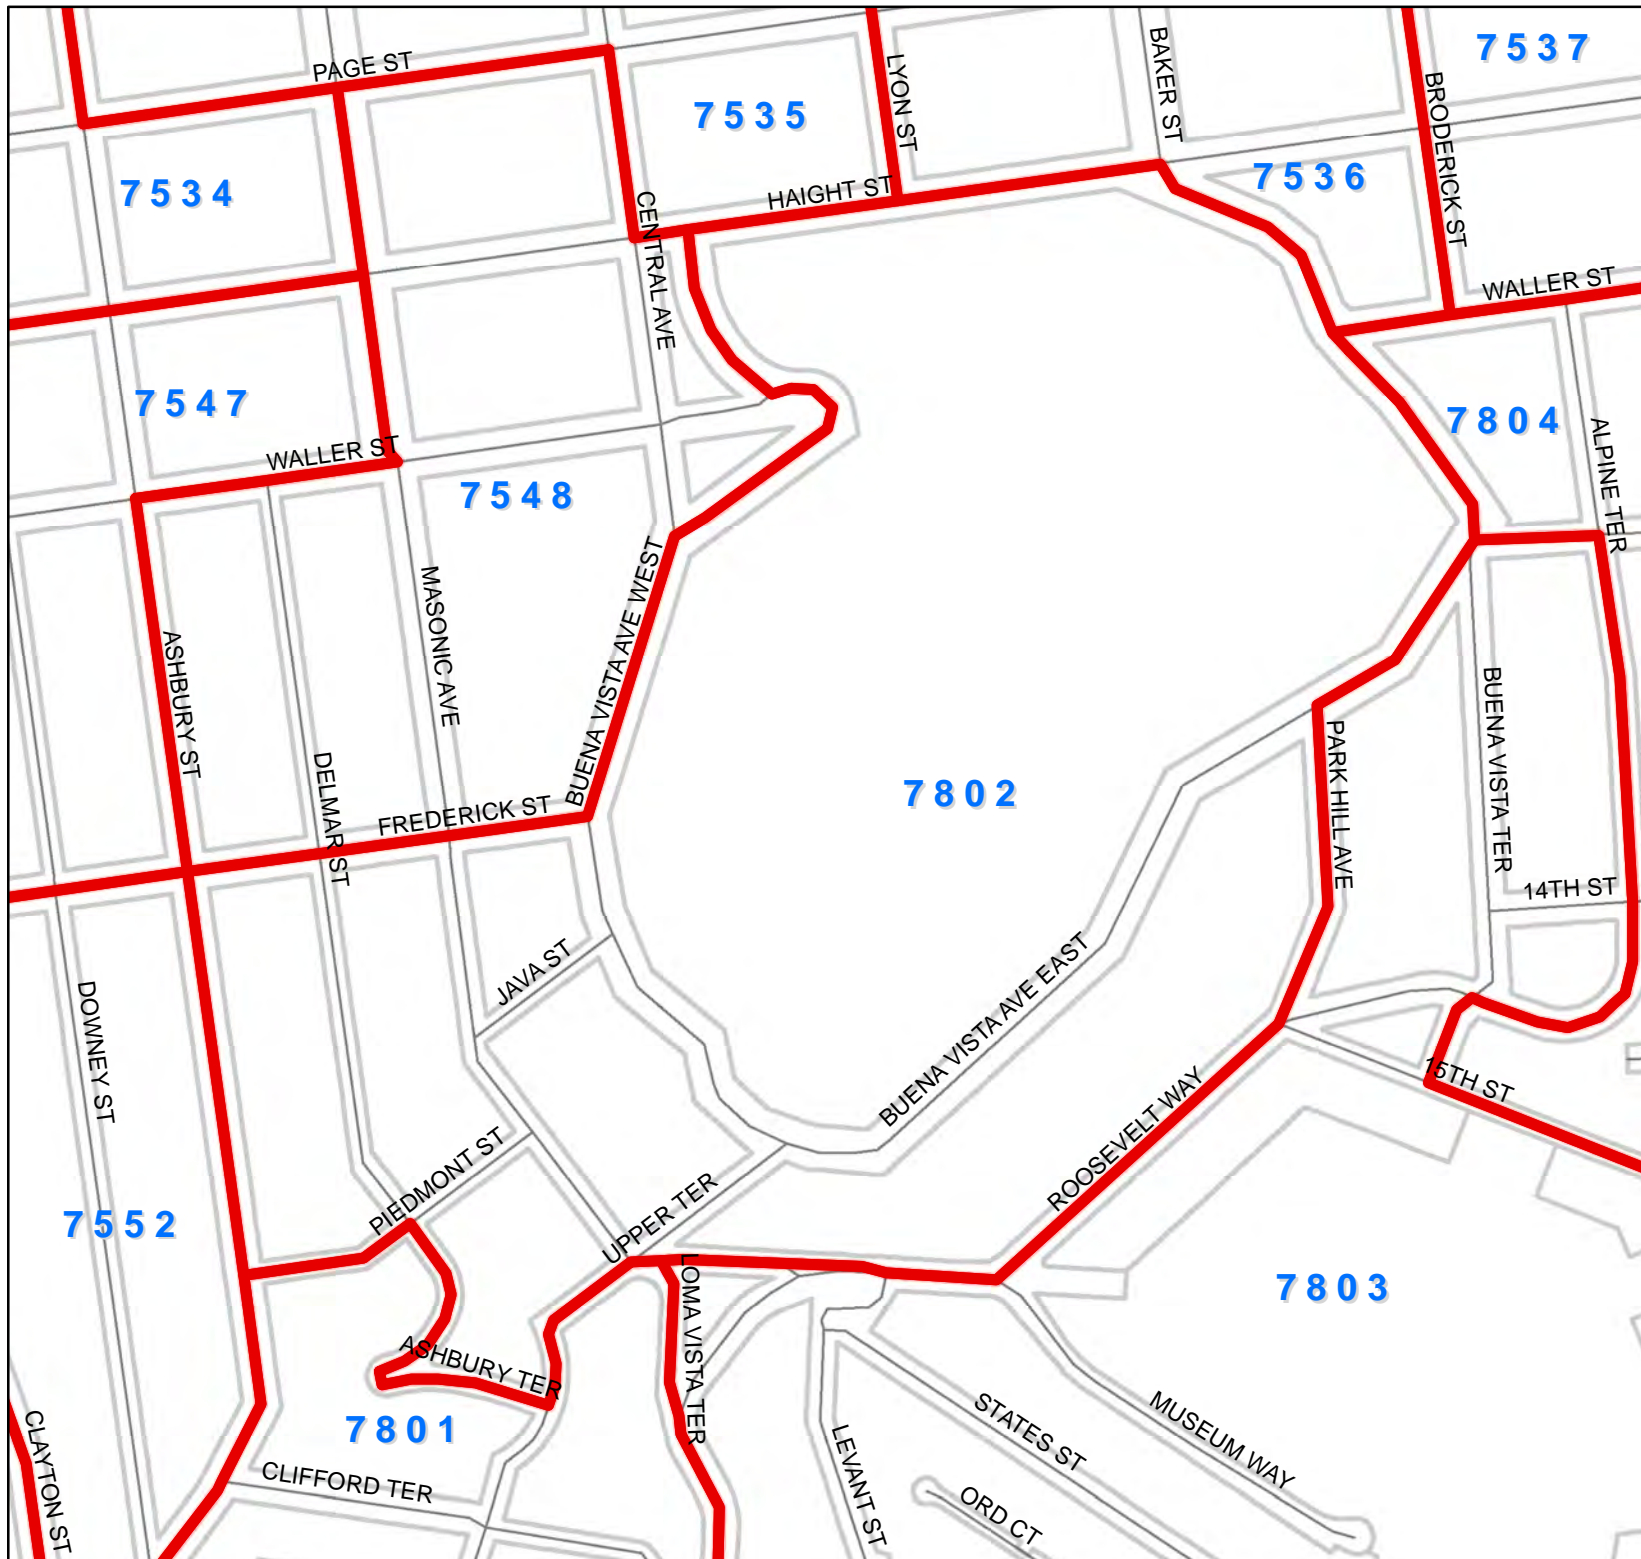 7537
PAGE ST
BAKER ST
LYON ST
BRODERICK ST
7535
7534
7536
HAIGHT ST
CENTRAL AVE
WALLER ST
7547
7804
ALPINE TER
WALLER ST
7548
BUENA VISTA AVE WEST
MASONIC AVE
ASHBURY ST
BUENA VISTA TER
PARK HILL AVE
DELMAR ST
7802
FREDERICK ST
14TH ST
JAVA ST
BUENA VISTA AVE EAST
DOWNEY ST
15TH ST
ROOSEVELT WAY
PIEDMONT ST
UPPER TER
7552
LOMA VISTA TER
7803
ASHBURY TER
7801
STATES ST
MUSEUM WAY
CLAYTON ST
LEVANT ST
CLIFFORD TER
ORD CT